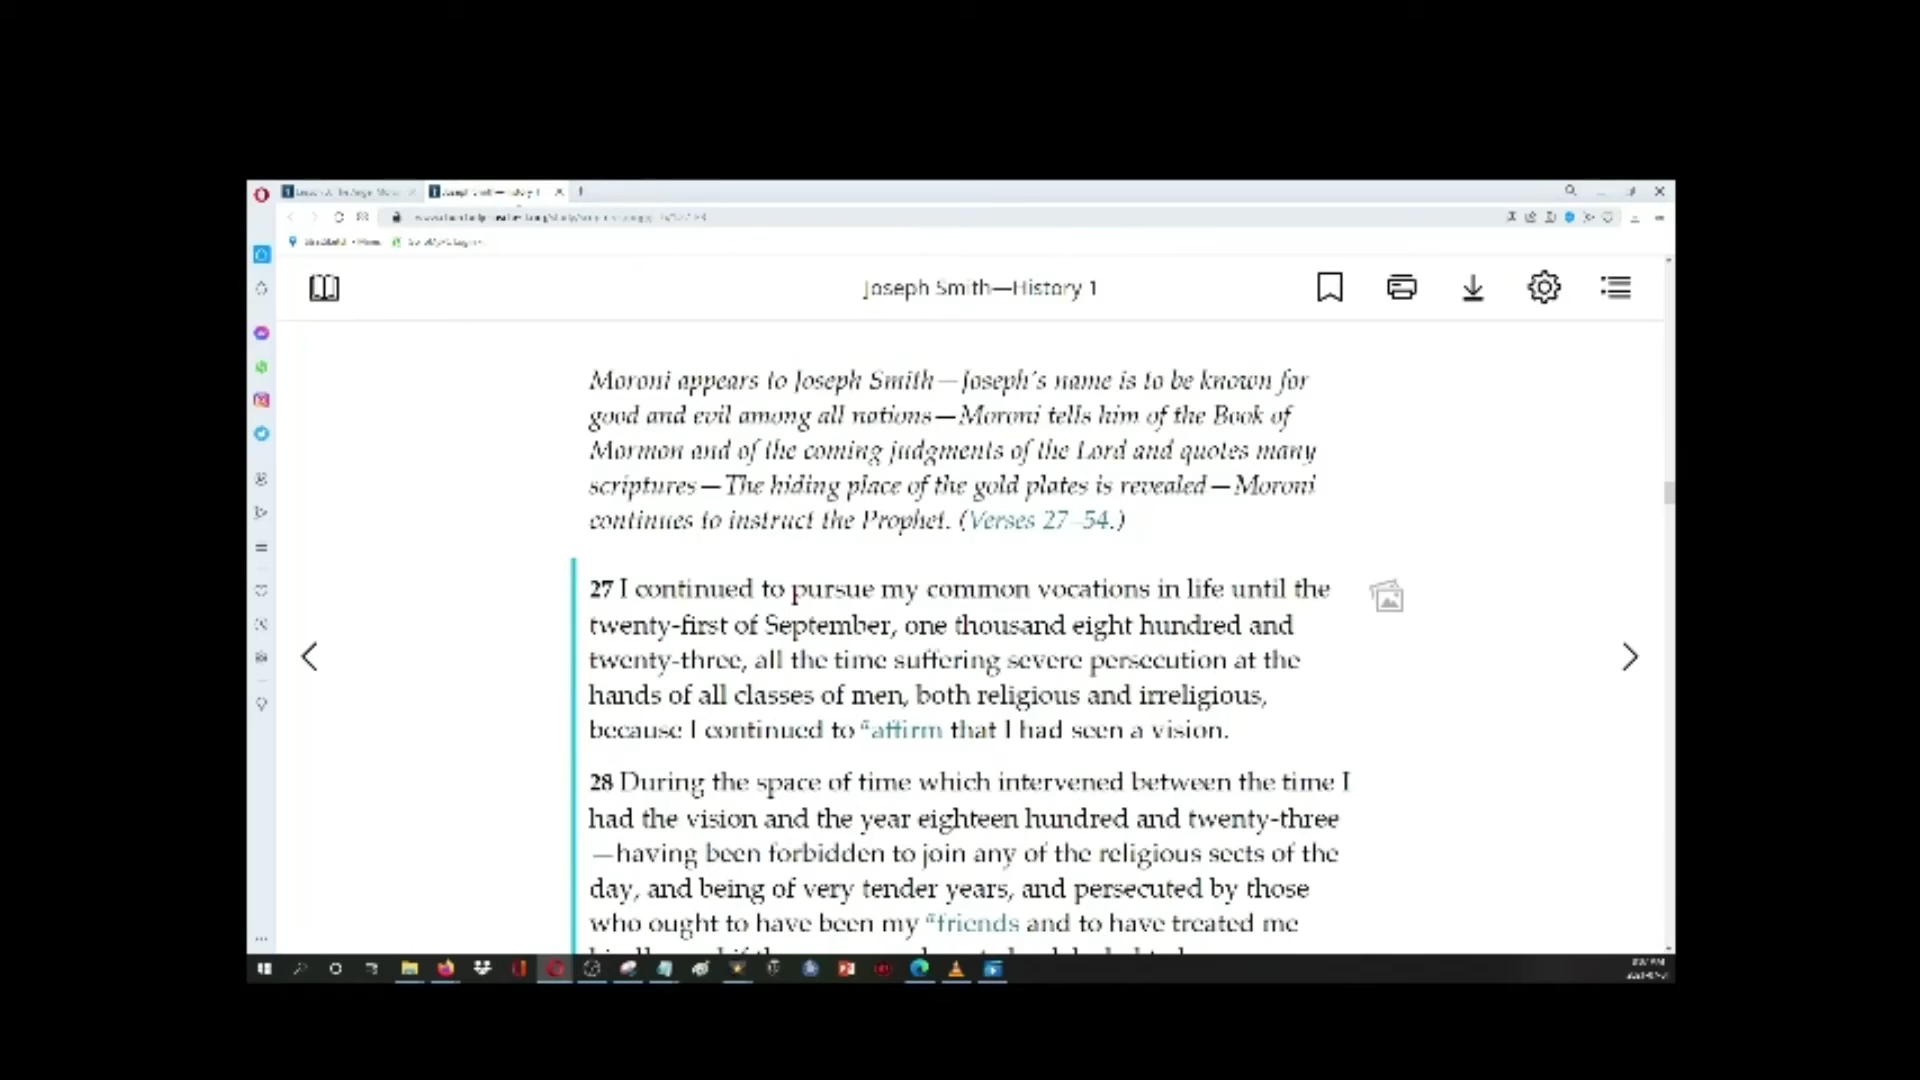 Joseph Smith—History 1
Joseph Smith—History 1
Moroni appears to Joseph Smith—Joseph's name is to be known for
good and evil among all nations—Moroni tells him of the Book of
Mormon and of the coming judgments of the Lord and quotes many
scriptures—The hiding place of the gold plates is revealed—Moroni
continues to instruct the Prophet. (Verses 27–54.)
27 I continued to pursue my common vocations in life until the
twenty-first of September, one thousand eight hundred and
twenty-three, all the time suffering severe persecution at the
hands of all classes of men, both religious and irreligious,
because I continued to ᵃaffirm that I had seen a vision.
28 During the space of time which intervened between the time I
had the vision and the year eighteen hundred and twenty-three
—having been forbidden to join any of the religious sects of the
day, and being of very tender years, and persecuted by those
who ought to have been my ᵃfriends and to have treated me